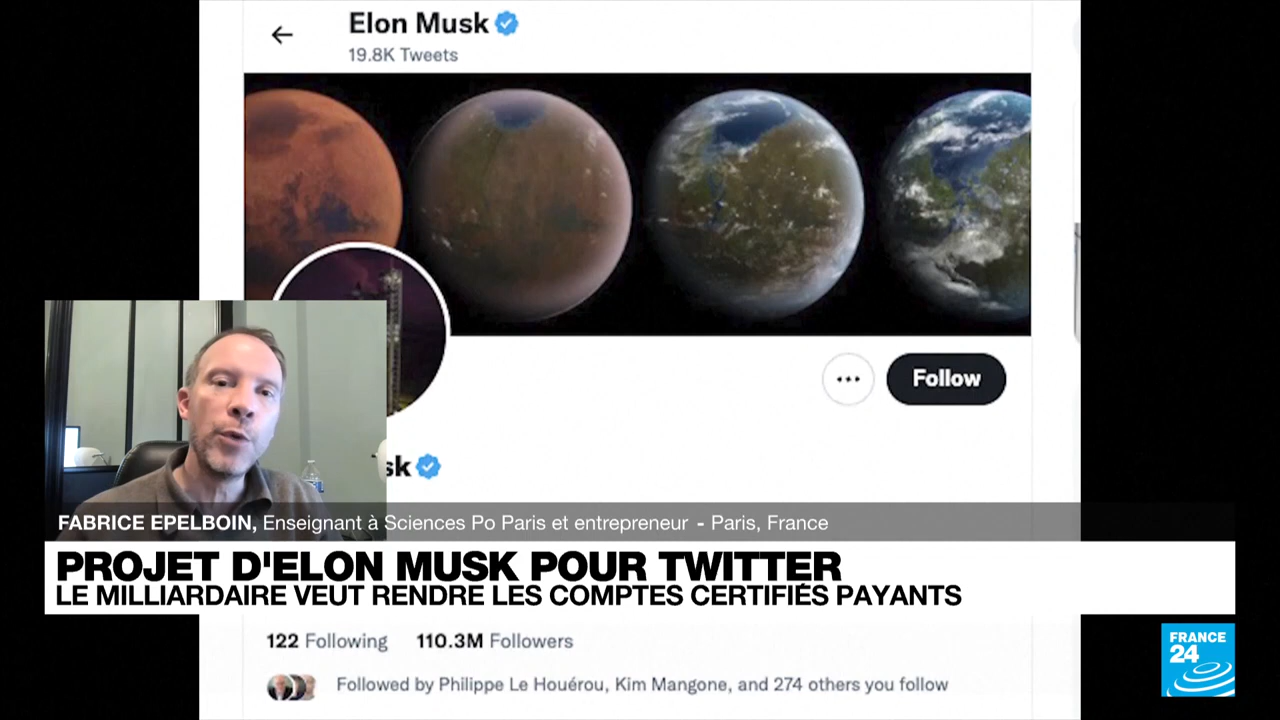 Elon Musk
19.8K Tweets
Follow
sk
FABRICE EPELBOIN, Enseignant à Sciences Po Paris et entrepreneur - Paris, France
PROJET D'ELON MUSK POUR TWITTER
LE MILLIARDAIRE VEUT RENDRE LES COMPTES CERTIFIÉS PAYANTS
122 Following 110.3M Followers
Followed by Philippe Le Houérou, Kim Mangone, and 274 others you follow
FRANCE
24